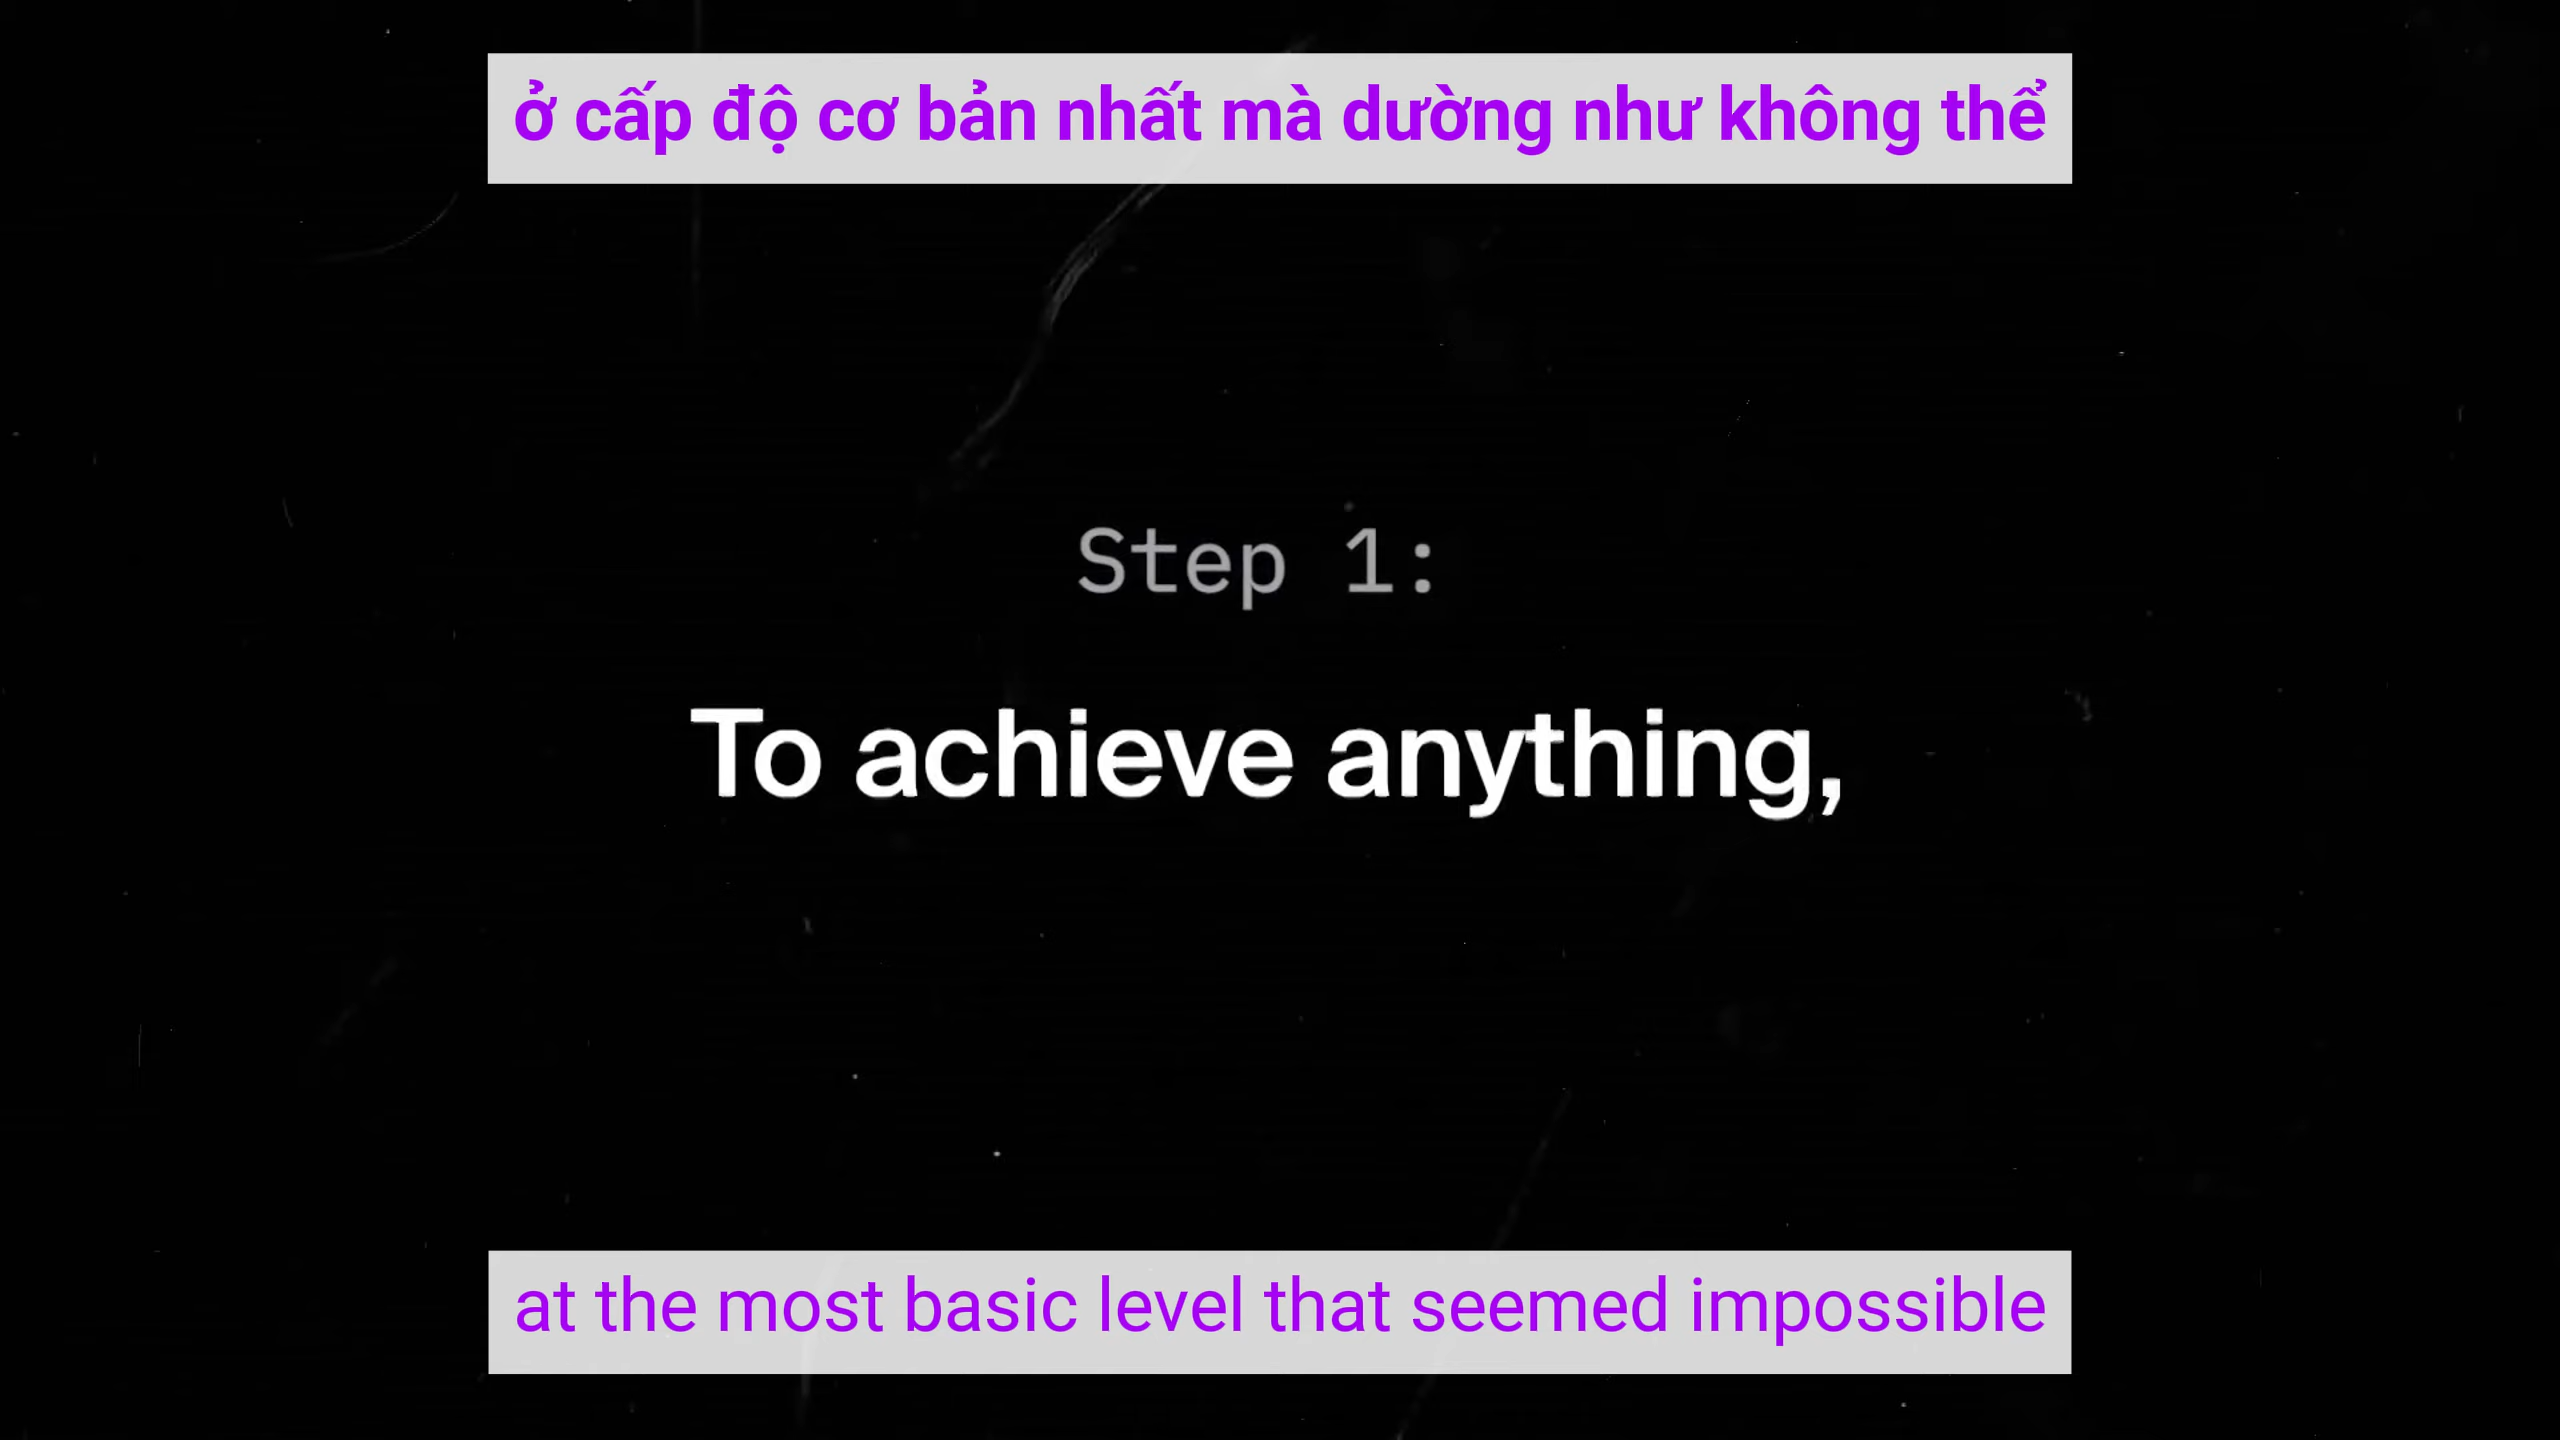 ở cấp độ cơ bản nhất mà dường như không thể
Step 1:
To achieve anything,
at the most basic level that seemed impossible